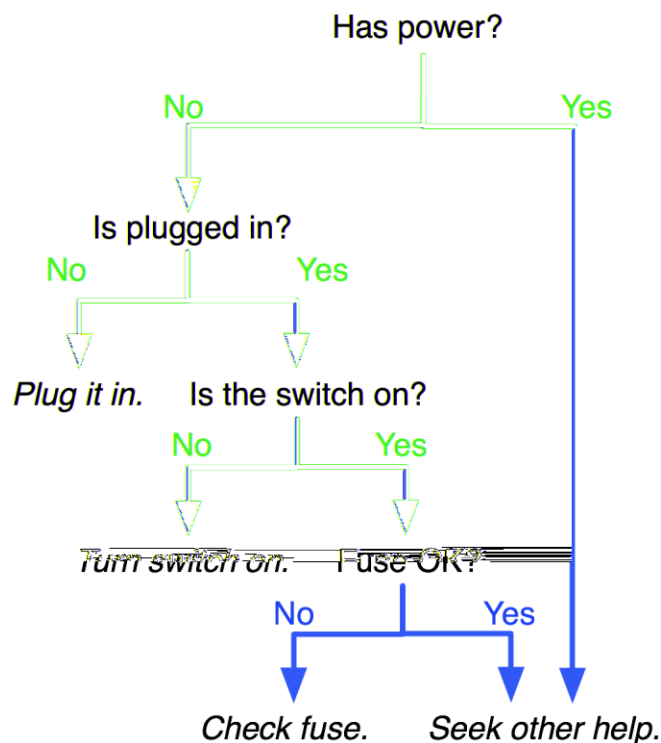 Has power?
No Yes
Is plugged in?
No Yes
Plug it in. Is the switch on?
No Yes
Turn switch on. Fuse OK?
No Yes
Check fuse. Seek other help.